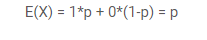 E(X) = 1*p + 0*(1-p) = p